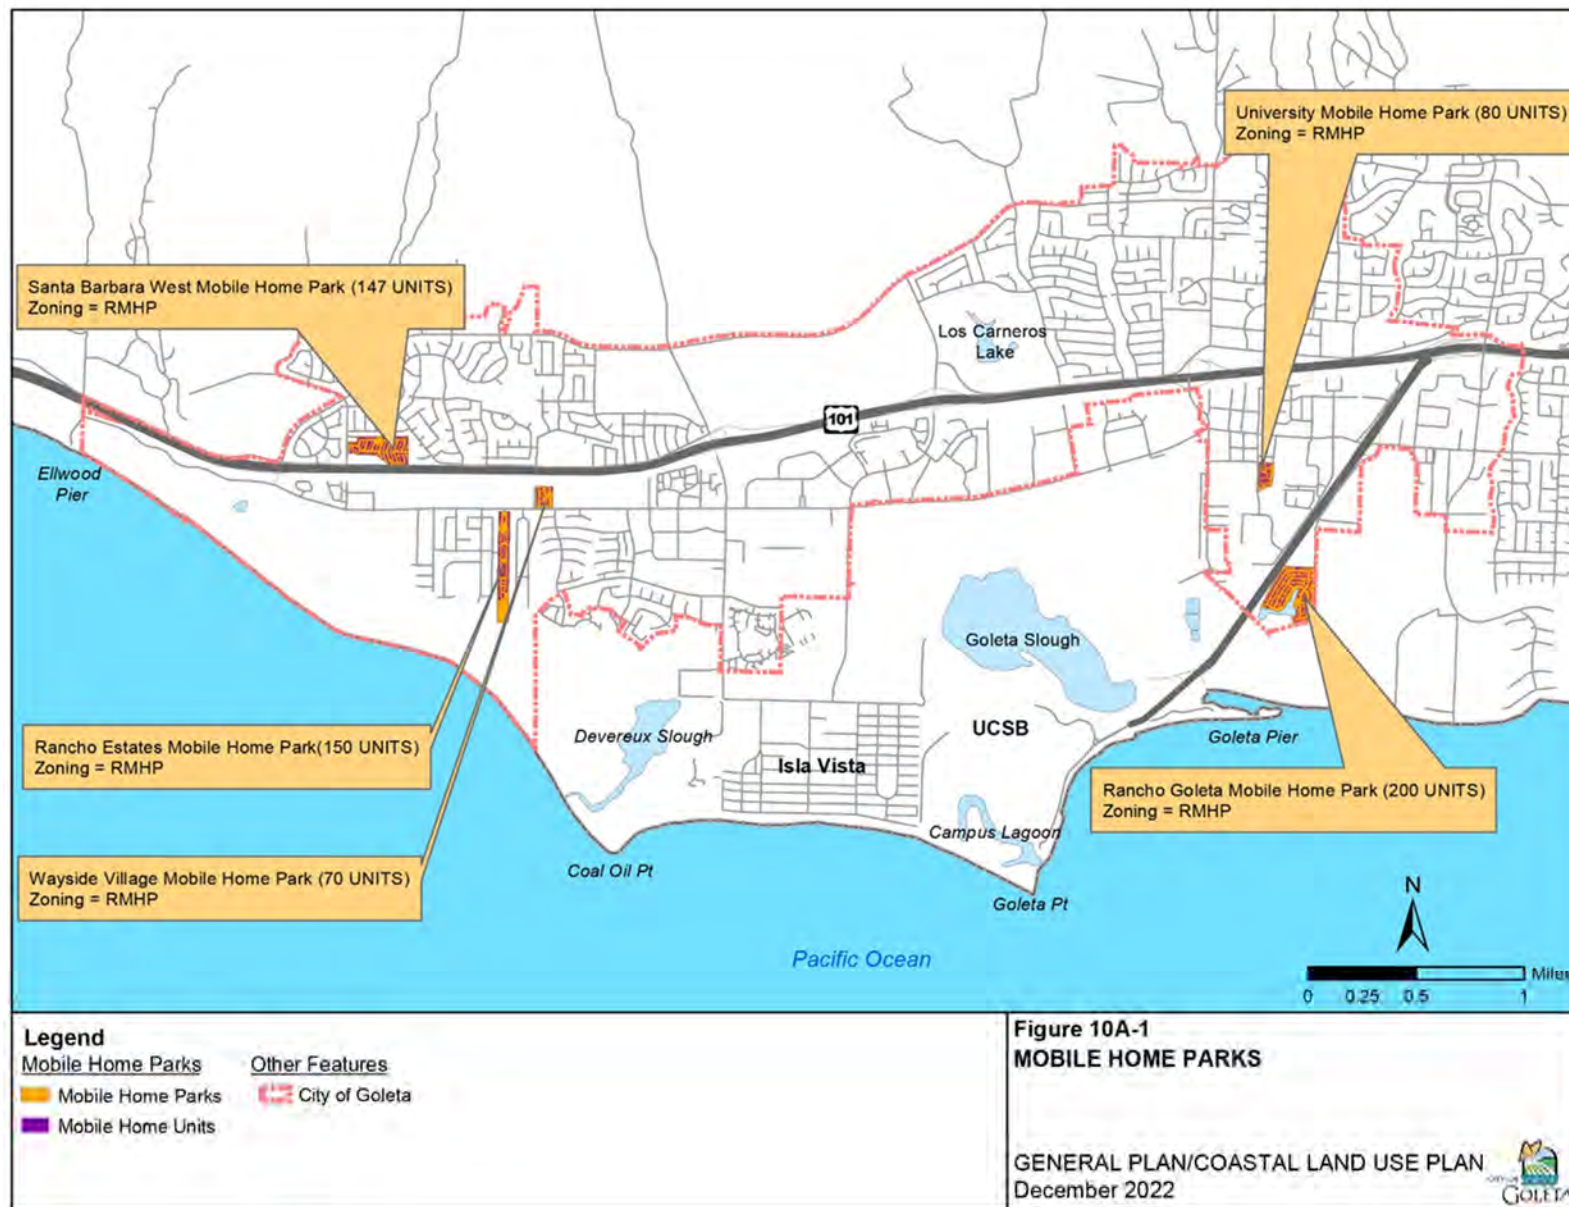 University Mobile Home Park (80 UNITS)
Zoning = RMHP
Santa Barbara West Mobile Home Park (147 UNITS)
Zoning = RMHP
Los Carneros
Lake
101
Ellwood
Pier
Goleta Slough
Rancho Estates Mobile Home Park(150 UNITS)
Zoning = RMHP
Devereux Slough
UCSB
Goleta Pier
Isla Vista
Rancho Goleta Mobile Home Park (200 UNITS)
Zoning = RMHP
Campus Lagoon
Wayside Village Mobile Home Park (70 UNITS)
Zoning = RMHP
Coal Oil Pt
Goleta Pt
N
Pacific Ocean
Miles
0 0.25 0.5 1
Legend
Mobile Home Parks
Mobile Home Parks
Mobile Home Units
Other Features
City of Goleta
Figure 10A-1
MOBILE HOME PARKS
GENERAL PLAN/COASTAL LAND USE PLAN
December 2022
CITY OF
GOLETA